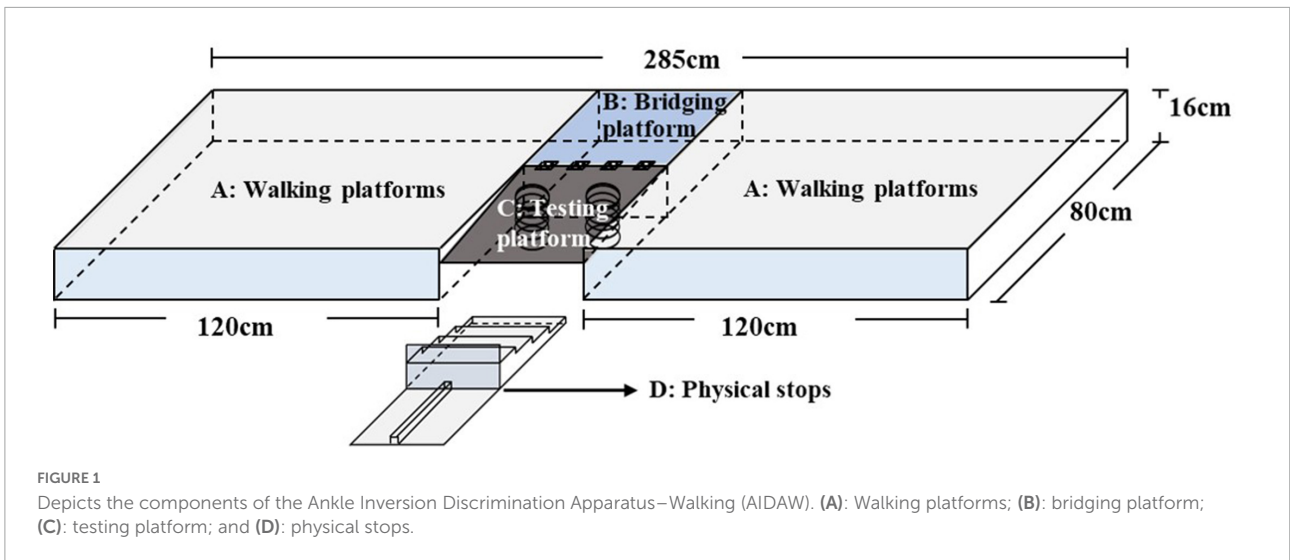 285cm
B: Bridging
platform
16cm
A: Walking platforms
A: Walking platforms
C: Testing
platform
80cm
120cm
120cm
D: Physical stops
FIGURE 1
Depicts the components of the Ankle Inversion Discrimination Apparatus–Walking (AIDAW). (A): Walking platforms; (B): bridging platform;
(C): testing platform; and (D): physical stops.